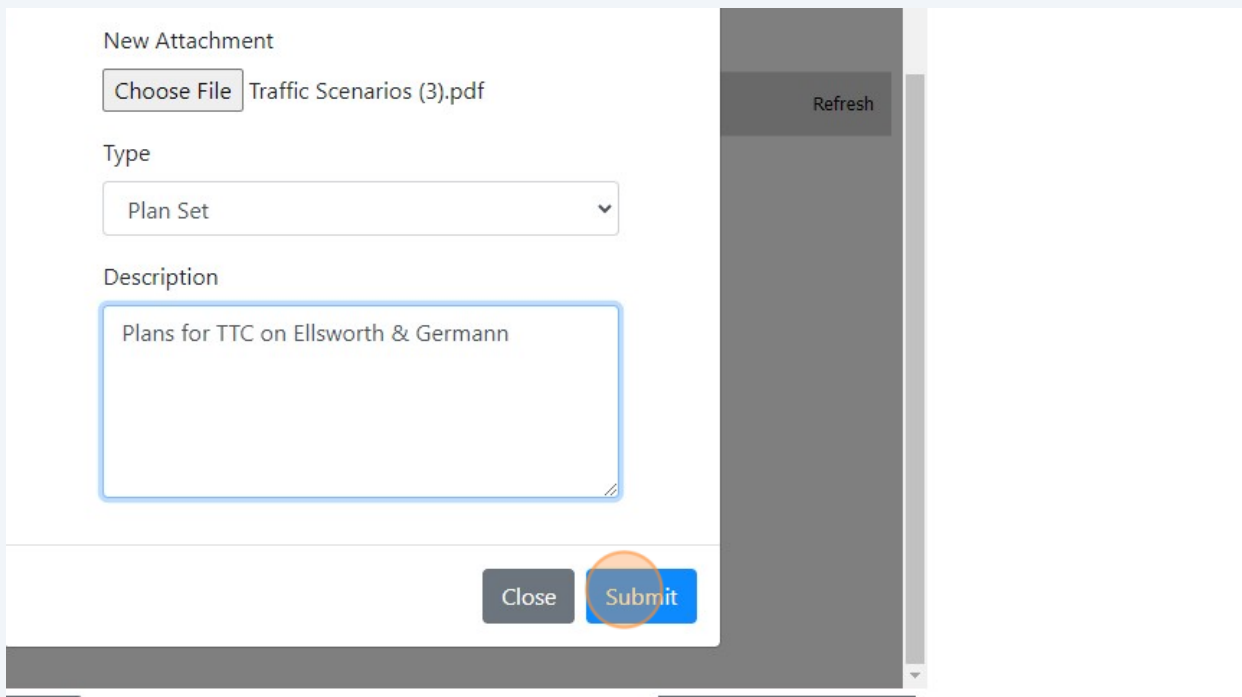 New Attachment
Choose File Traffic Scenarios (3).pdf
Refresh
Type
Plan Set
Description
Plans for TTC on Ellsworth & Germann
Close Submit